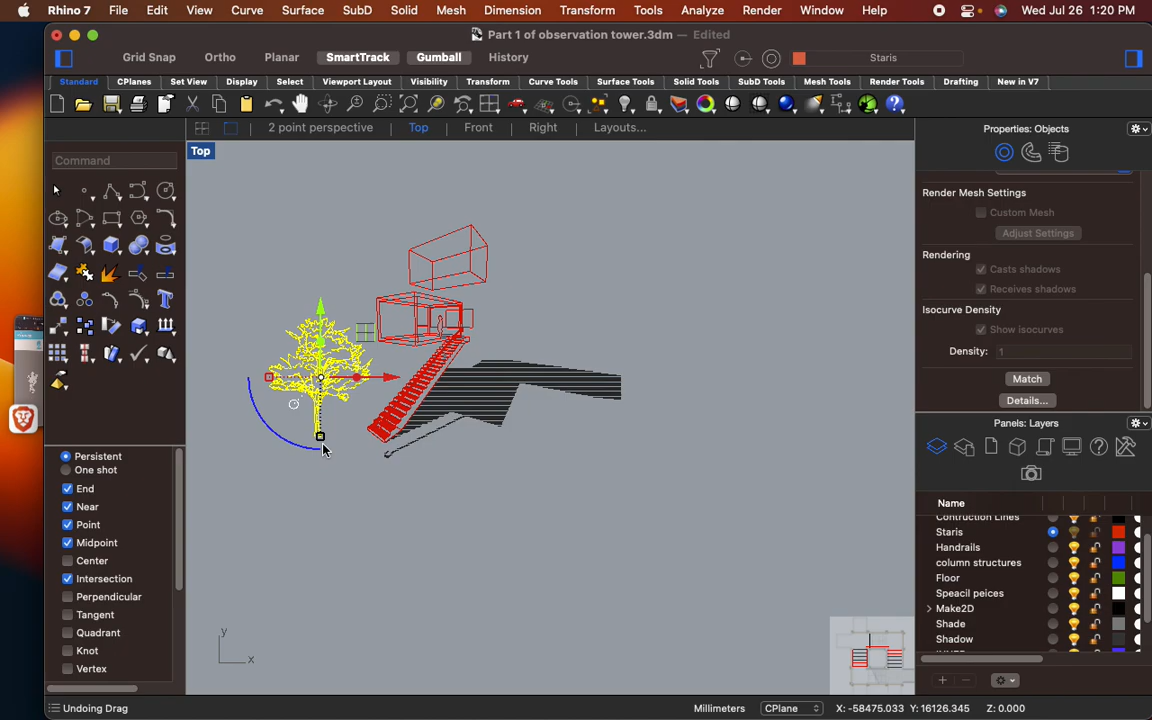 Rhino 7 File Edit View Curve Surface SubD Solid Mesh Dimension Transform Tools Analyze Render Window Help Wed Jul 26 1:20 PM
Part 1 of observation tower.3dm — Edited
Grid Snap Ortho Planar SmartTrack Gumball History Staris
Standard CPlanes Set View Display Select Viewport Layout Visibility Transform Curve Tools Surface Tools Solid Tools SubD Tools Mesh Tools Render Tools Drafting New in V7
2 point perspective Top Front Right Layouts...
Top
Command
Persistent
One shot
End
Near
Point
Midpoint
Center
Intersection
Perpendicular
Tangent
Quadrant
Knot
Vertex
y
x
Properties: Objects
Render Mesh Settings
Custom Mesh
Adjust Settings
Rendering
Casts shadows
Receives shadows
Isocurve Density
Show isocurves
Density: 1
Match
Details...
Panels: Layers
Name
Contruction Lines
Staris
Handrails
column structures
Floor
Speacil peices
Make2D
Shade
Shadow
Undoing Drag Millimeters CPlane X: -58475.033 Y: 16126.345 Z: 0.000